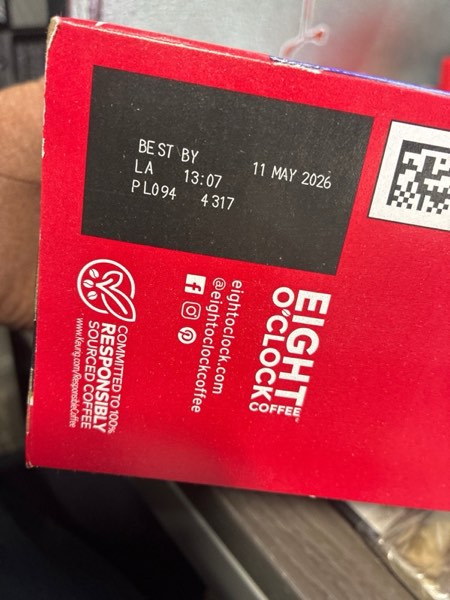 BEST BY 11 MAY 2026
LA 13:07
PL094 4317
EIGHT
O'CLOCK
COFFEE
eightoclock.com
@eightoclockcoffee
COMMITTED TO 100%
RESPONSIBLY
SOURCED COFFEE
www.Keurig.com/ResponsibleCoffee